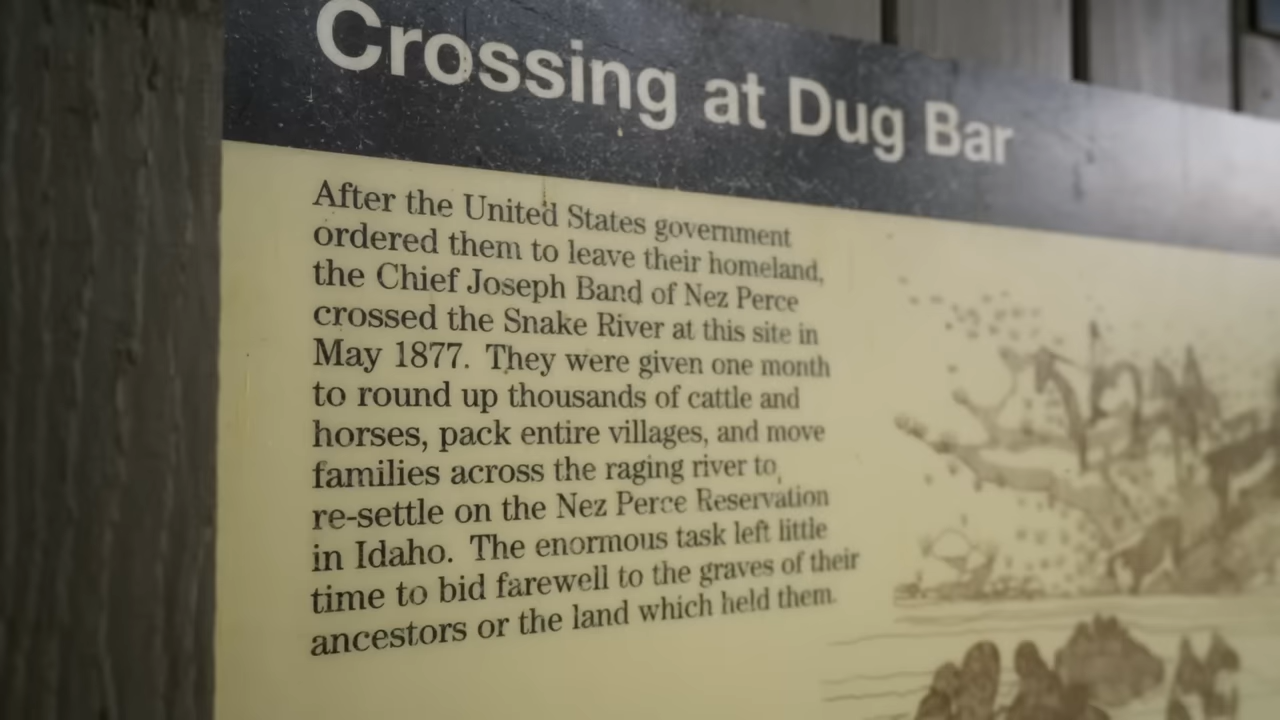 Crossing at Dug Bar
After the United States government
ordered them to leave their homeland,
the Chief Joseph Band of Nez Perce
crossed the Snake River at this site in
May 1877. They were given one month
to round up thousands of cattle and
horses, pack entire villages, and move
families across the raging river to
re-settle on the Nez Perce Reservation
in Idaho. The enormous task left little
time to bid farewell to the graves of their
ancestors or the land which held them.